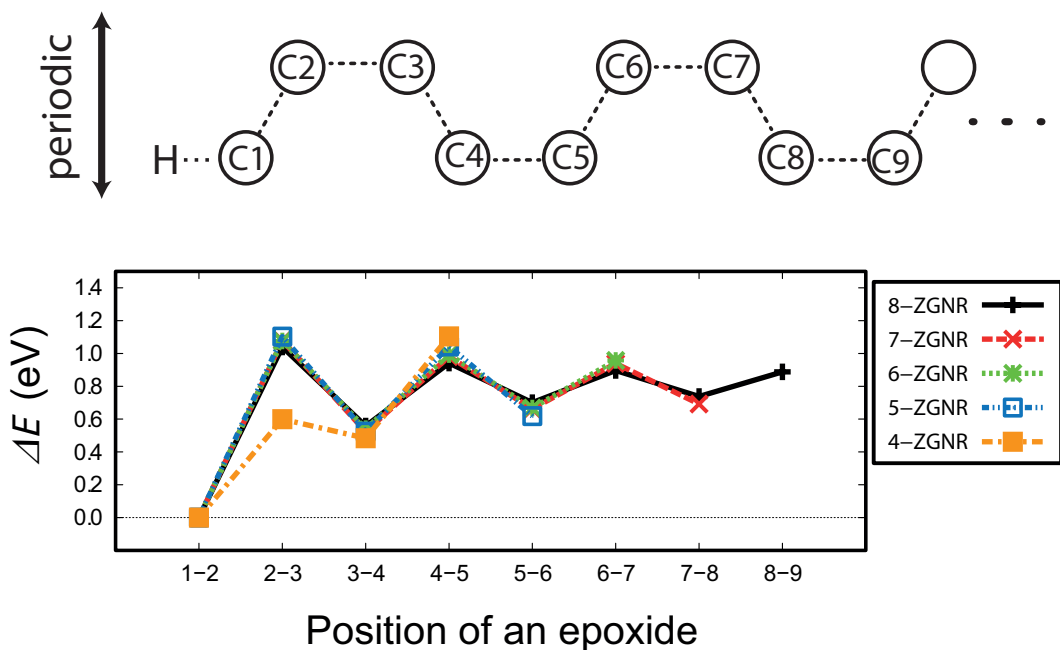 periodic
C2 C3 C6 C7
H C1 C4 C5 C8 C9
ΔE (eV)
1.4
1.2
1.0
0.8
0.6
0.4
0.2
0.0
1−2 2−3 3−4 4−5 5−6 6−7 7−8 8−9
Position of an epoxide
8−ZGNR
7−ZGNR
6−ZGNR
5−ZGNR
4−ZGNR